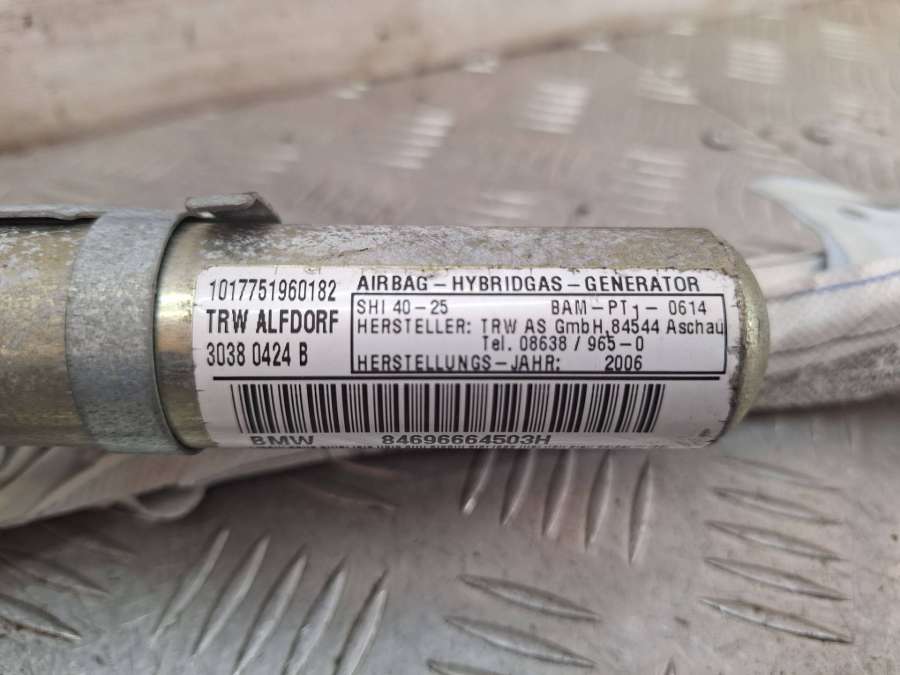 1017751960182
TRW ALFDORF
3038 0424 B
AIRBAG-HYBRIDGAS-GENERATOR
SHI 40-25 BAM-PT1-0614
HERSTELLER: TRW AS GmbH, 84544 Aschau
Tel. 08638/965-0
HERSTELLUNGS-JAHR: 2006
BMW 84696664503H